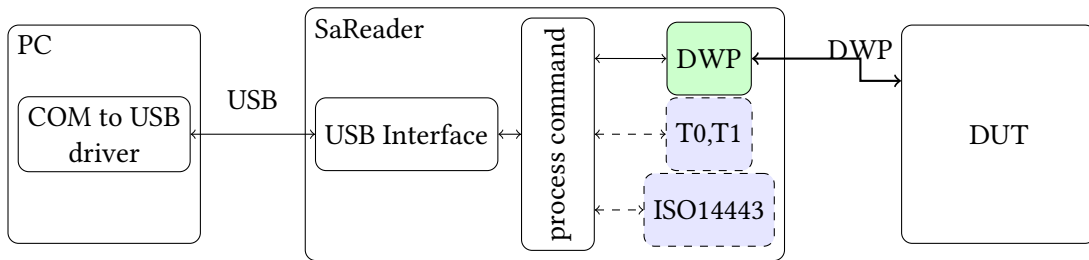 PC
COM to USB
driver
USB
SaReader
USB Interface
process command
DWP
T0,T1
ISO14443
DWP
DUT